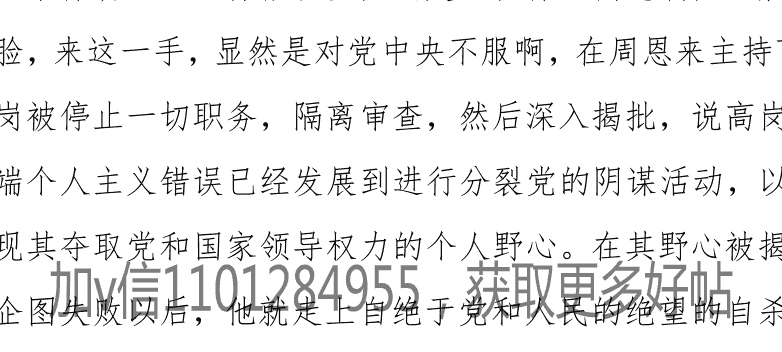 脸，来这一手，显然是对党中央不服啊，在周恩来主持
岗被停止一切职务，隔离审查，然后深入揭批，说高岗
端个人主义错误已经发展到进行分裂党的阴谋活动，以
现其夺取党和国家领导权力的个人野心。在其野心被揭
加v信1101284955，获取更多好帖
企图失败以后，他就走上自绝于党和人民的绝望的自杀